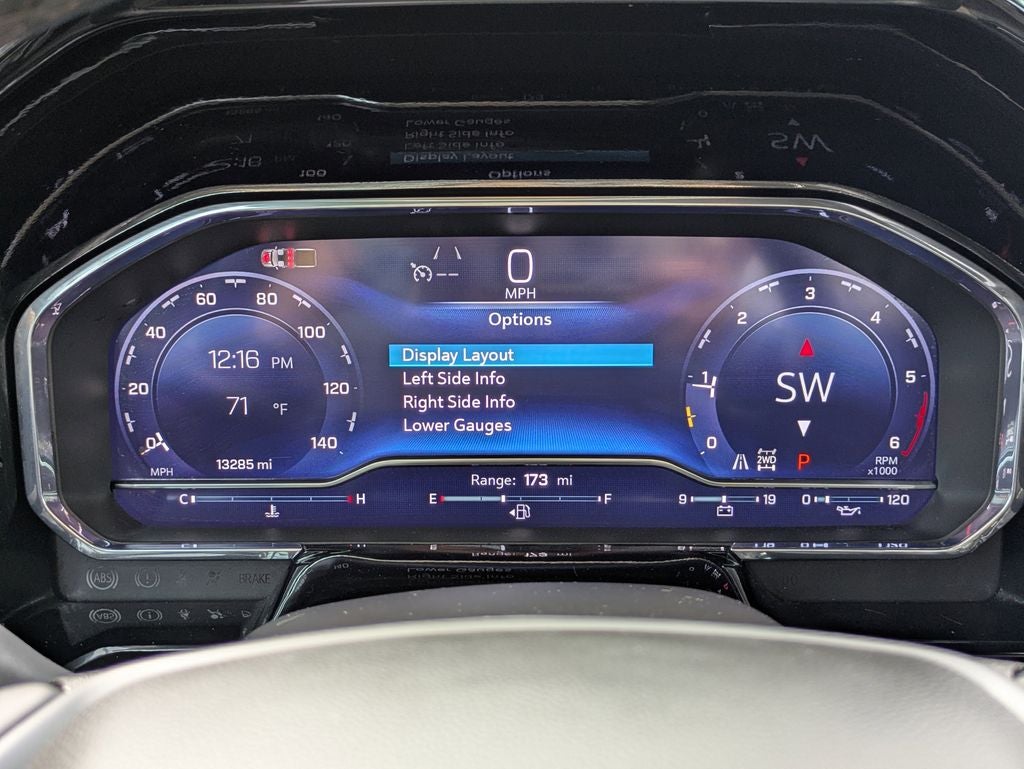 0
MPH
Options
Display Layout
Left Side Info
Right Side Info
Lower Gauges
0 20 40 60 80 100 120 140
MPH
12:16 PM
71 °F
13285 mi
0 1 2 3 4 5 6
RPM
x1000
SW
2WD
P
Range: 173 mi
C H
E F
9 19
0 120
ABS
BRAKE